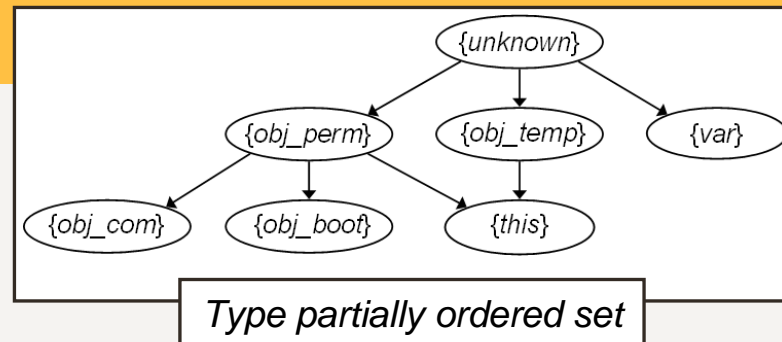 {unknown}
{obj_perm} {obj_temp} {var}
{obj_com} {obj_boot} {this}
Type partially ordered set